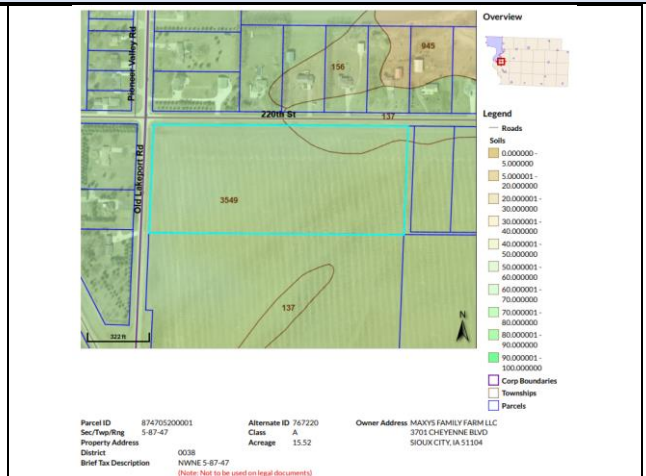 Overview
Pioneer Valley Rd
945
156
220th St
137
Old Lakeport Rd
3549
137
322 ft
N
Legend
Roads
Soils
0.000000 -
5.000000
5.000001 -
20.000000
20.000001 -
30.000000
30.000001 -
40.000000
40.000001 -
50.000000
50.000001 -
60.000000
60.000001 -
70.000000
70.000001 -
80.000000
80.000001 -
90.000000
90.000001 -
100.000000
Corp Boundaries
Townships
Parcels
Parcel ID 874705200001 Alternate ID 767220 Owner Address MAXYS FAMILY FARM LLC
Sec/Twp/Rng 5-87-47 Class A 3701 CHEYENNE BLVD
Property Address Acreage 15.52 SIOUX CITY, IA 51104
District 0038
Brief Tax Description NWNE 5-87-47
(Note: Not to be used on legal documents)